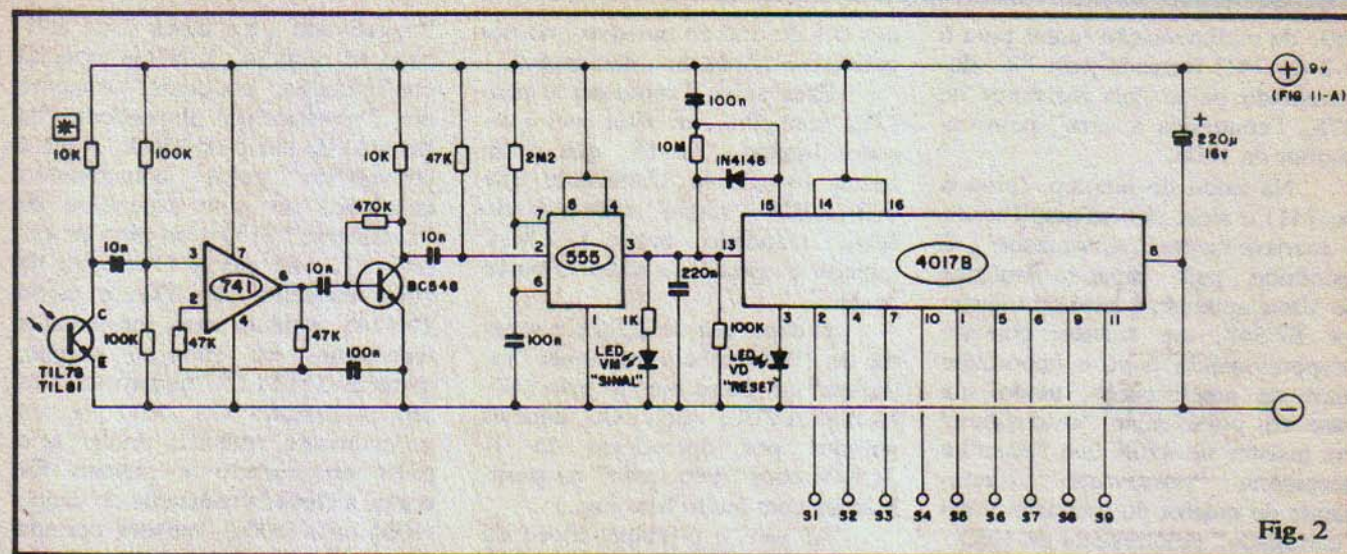 9v
(FIG. 11-A)
100n
10K
100K
10K
47K
2M2
10M
1N4148
220µ
16v
+
470K
8
4
15
14
16
7
10n
3
7
10n
10n
2
555
3
13
4017B
8
741
6
BC548
2
6
220n
C
4
1
3
2
4
7
10
1
5
6
9
11
E
100K
47K
47K
100n
100n
1K
100K
TIL78
TIL81
LED
VM
"SINAL"
LED
VD
"RESET"
S1 S2 S3 S4 S5 S6 S7 S8 S9
Fig. 2